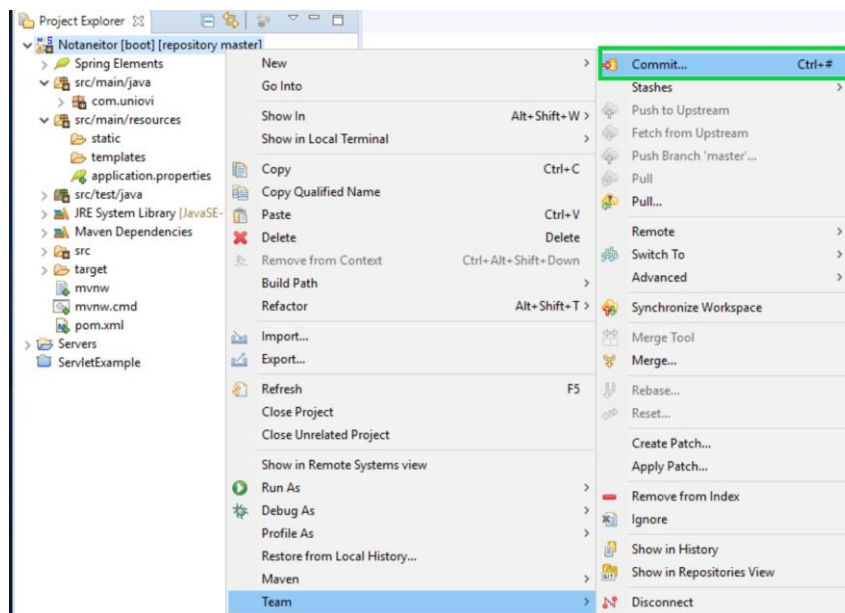 Project Explorer
Notaneitor [boot] [repository master]
Spring Elements
src/main/java
com.uniovi
src/main/resources
static
templates
application.properties
src/test/java
JRE System Library [JavaSE-
Maven Dependencies
src
target
mvnw
mvnw.cmd
pom.xml
Servers
ServletExample
New
Go Into
Show In Alt+Shift+W
Show in Local Terminal
Copy Ctrl+C
Copy Qualified Name
Paste Ctrl+V
Delete Delete
Remove from Context Ctrl+Alt+Shift+Down
Build Path
Refactor Alt+Shift+T
Import...
Export...
Refresh F5
Close Project
Close Unrelated Project
Show in Remote Systems view
Run As
Debug As
Profile As
Restore from Local History...
Maven
Team
Commit... Ctrl+#
Stashes
Push to Upstream
Fetch from Upstream
Push Branch 'master'...
Pull
Pull...
Remote
Switch To
Advanced
Synchronize Workspace
Merge Tool
Merge...
Rebase...
Reset...
Create Patch...
Apply Patch...
Remove from Index
Ignore
Show in History
Show in Repositories View
Disconnect